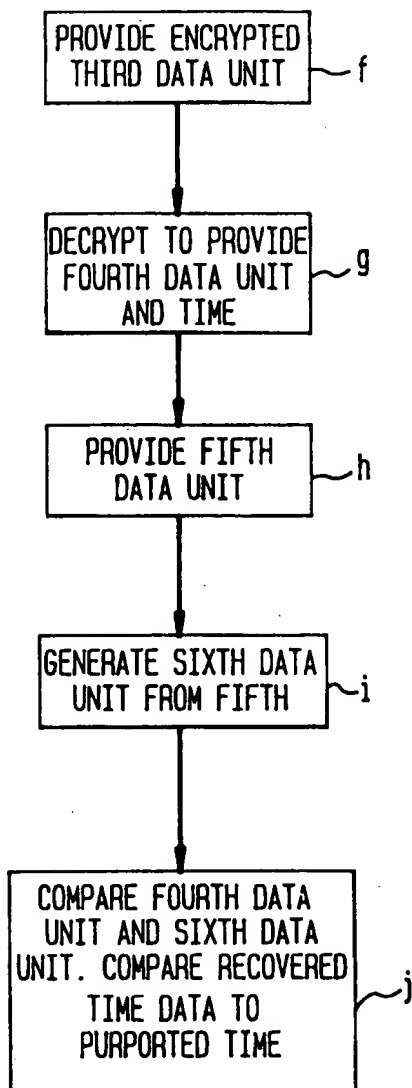 PROVIDE ENCRYPTED
THIRD DATA UNIT
f
DECRYPT TO PROVIDE
FOURTH DATA UNIT
AND TIME
g
PROVIDE FIFTH
DATA UNIT
h
GENERATE SIXTH DATA
UNIT FROM FIFTH
i
COMPARE FOURTH DATA
UNIT AND SIXTH DATA
UNIT. COMPARE RECOVERED
TIME DATA TO
PURPORTED TIME
j